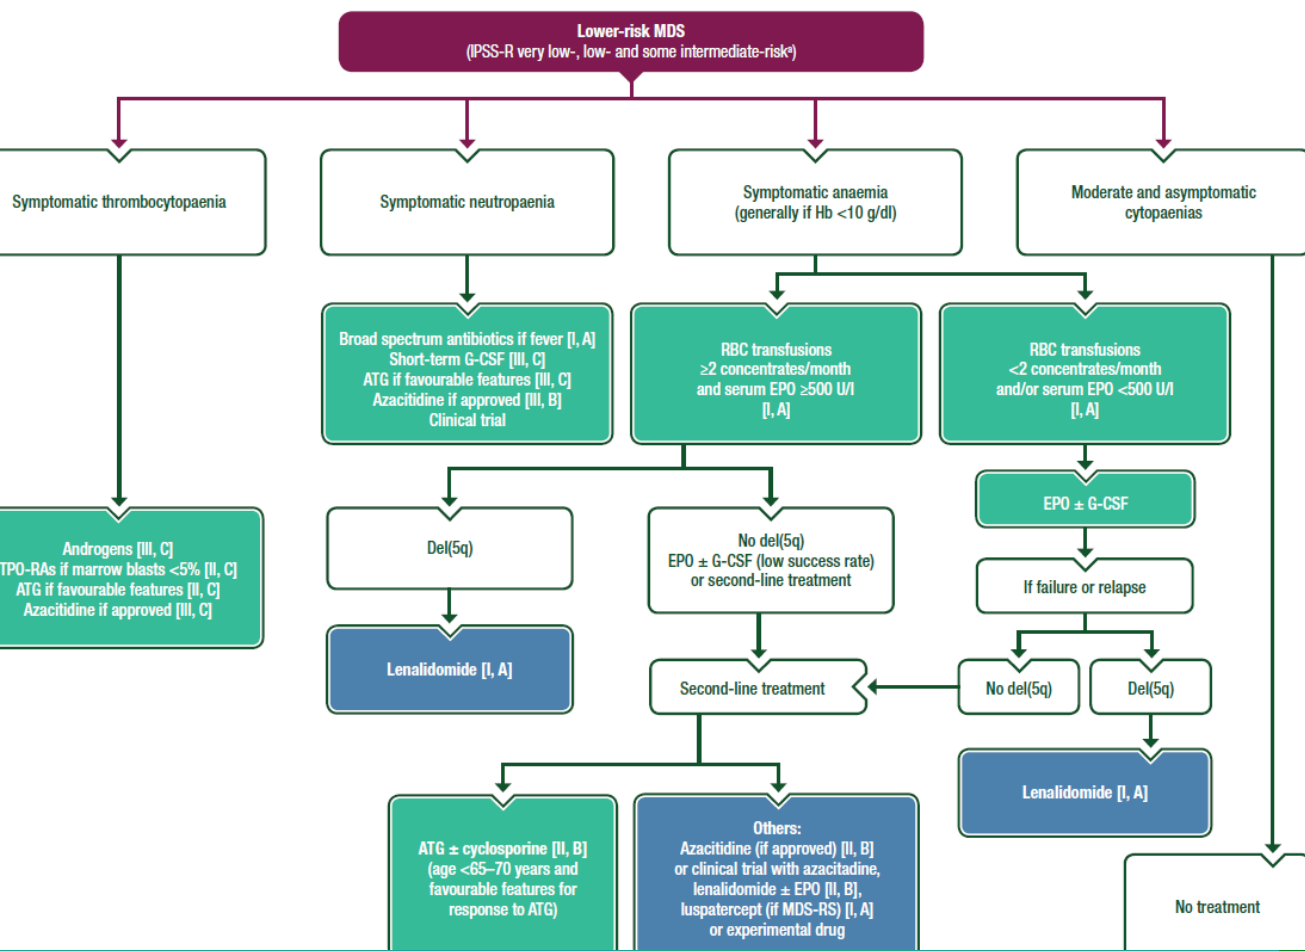 Lower-risk MDS
(IPSS-R very low-, low- and some intermediate-riskᵃ)
Symptomatic thrombocytopaenia
Symptomatic neutropaenia
Symptomatic anaemia
(generally if Hb <10 g/dl)
Moderate and asymptomatic
cytopaenias
Broad spectrum antibiotics if fever [I, A]
Short-term G-CSF [III, C]
ATG if favourable features [III, C]
Azacitidine if approved [III, B]
Clinical trial
RBC transfusions
≥2 concentrates/month
and serum EPO ≥500 U/l
[I, A]
RBC transfusions
<2 concentrates/month
and/or serum EPO <500 U/l
[I, A]
EPO ± G-CSF
Androgens [III, C]
TPO-RAs if marrow blasts <5% [II, C]
ATG if favourable features [II, C]
Azacitidine if approved [III, C]
Del(5q)
No del(5q)
EPO ± G-CSF (low success rate)
or second-line treatment
If failure or relapse
Lenalidomide [I, A]
Second-line treatment
No del(5q)
Del(5q)
Lenalidomide [I, A]
ATG ± cyclosporine [II, B]
(age <65–70 years and
favourable features for
response to ATG)
Others:
Azacitidine (if approved) [II, B]
or clinical trial with azacitadine,
lenalidomide ± EPO [II, B],
luspatercept (if MDS-RS) [I, A]
or experimental drug
No treatment